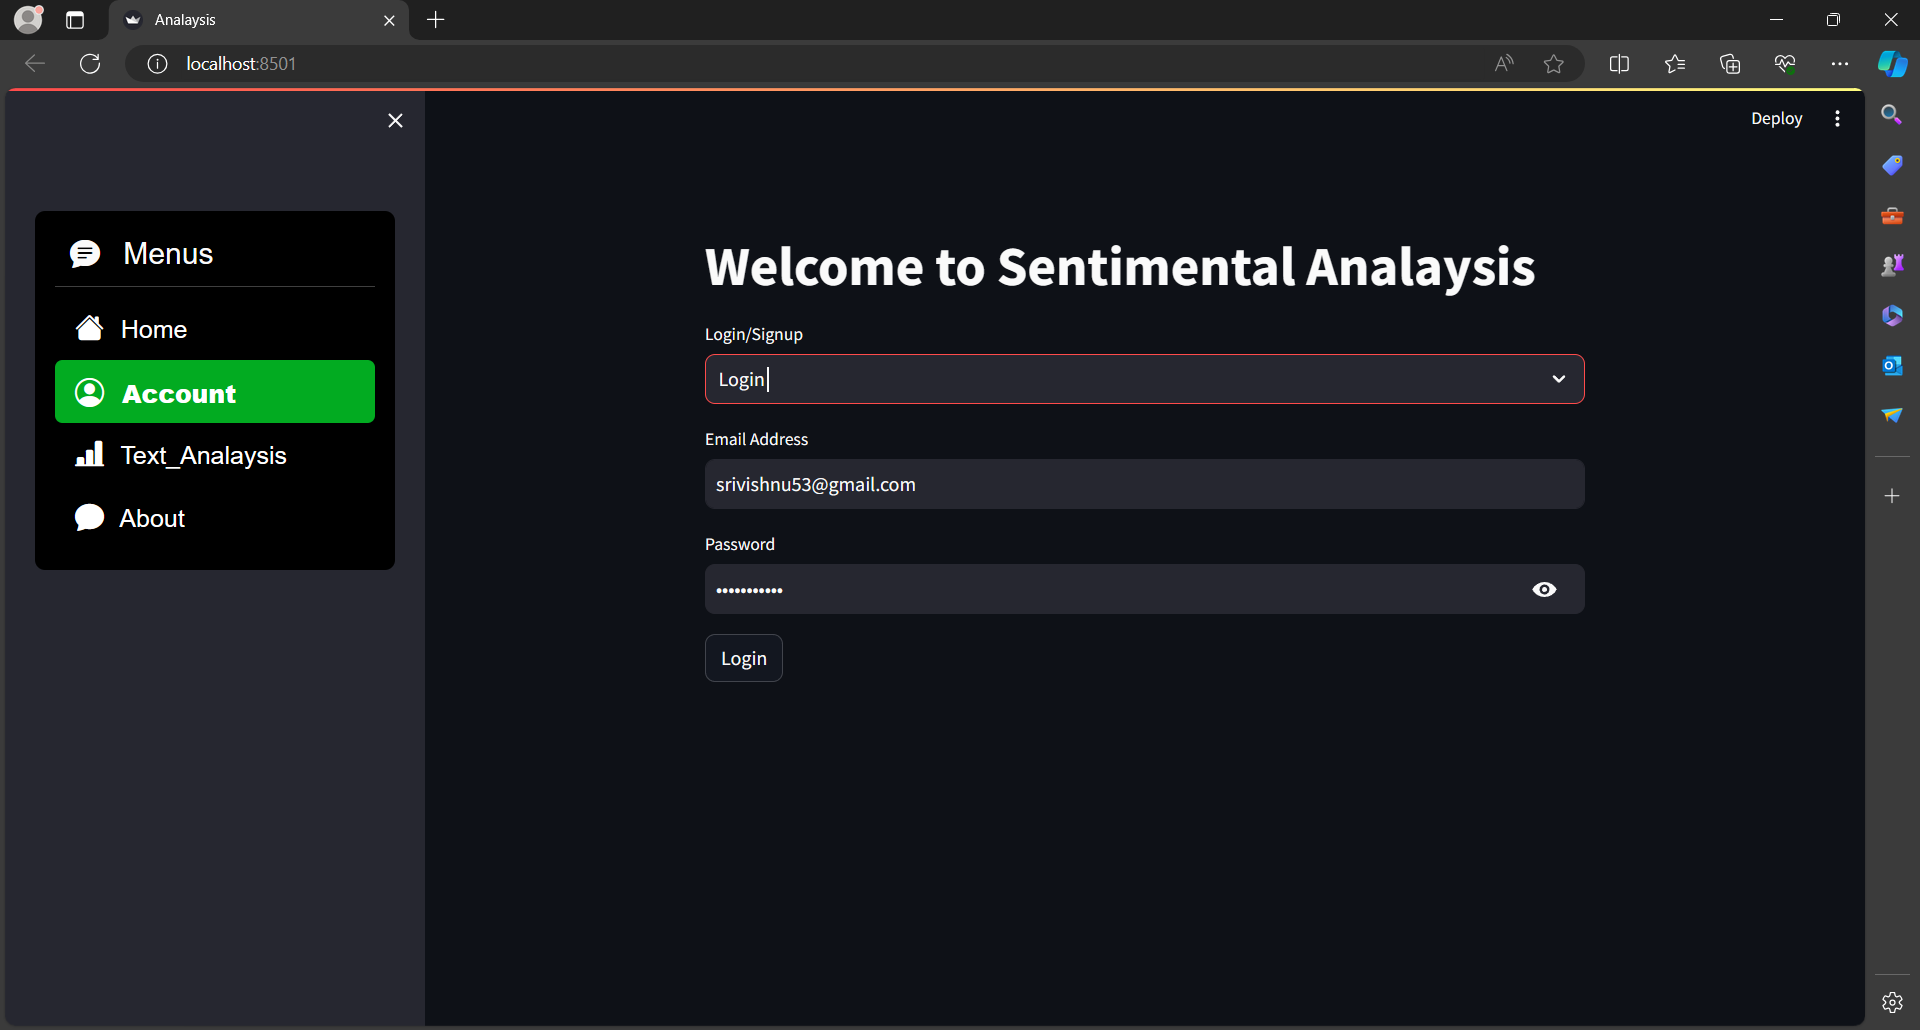 Analaysis
localhost:8501
Deploy
Menus
Home
Account
Text_Analaysis
About
Welcome to Sentimental Analaysis
Login/Signup
Login
Email Address
srivishnu53@gmail.com
Password
•••••••••••
Login